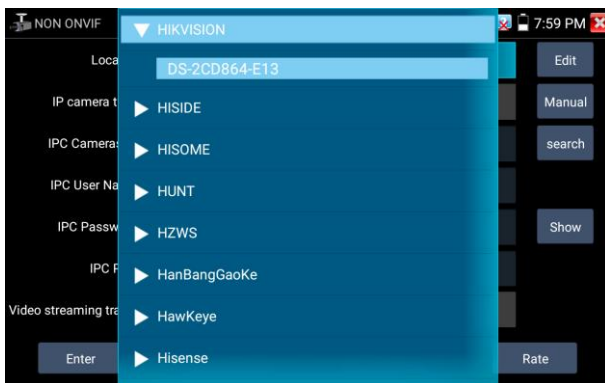 NON ONVIF
7:59 PM
HIKVISION
Loca
DS-2CD864-E13
Edit
IP camera t
HISIDE
Manual
IPC Camera
HISOME
search
IPC User Na
HUNT
IPC Passw
HZWS
Show
IPC
HanBangGaoKe
Video streaming tra
HawKeye
Enter
Hisense
Rate